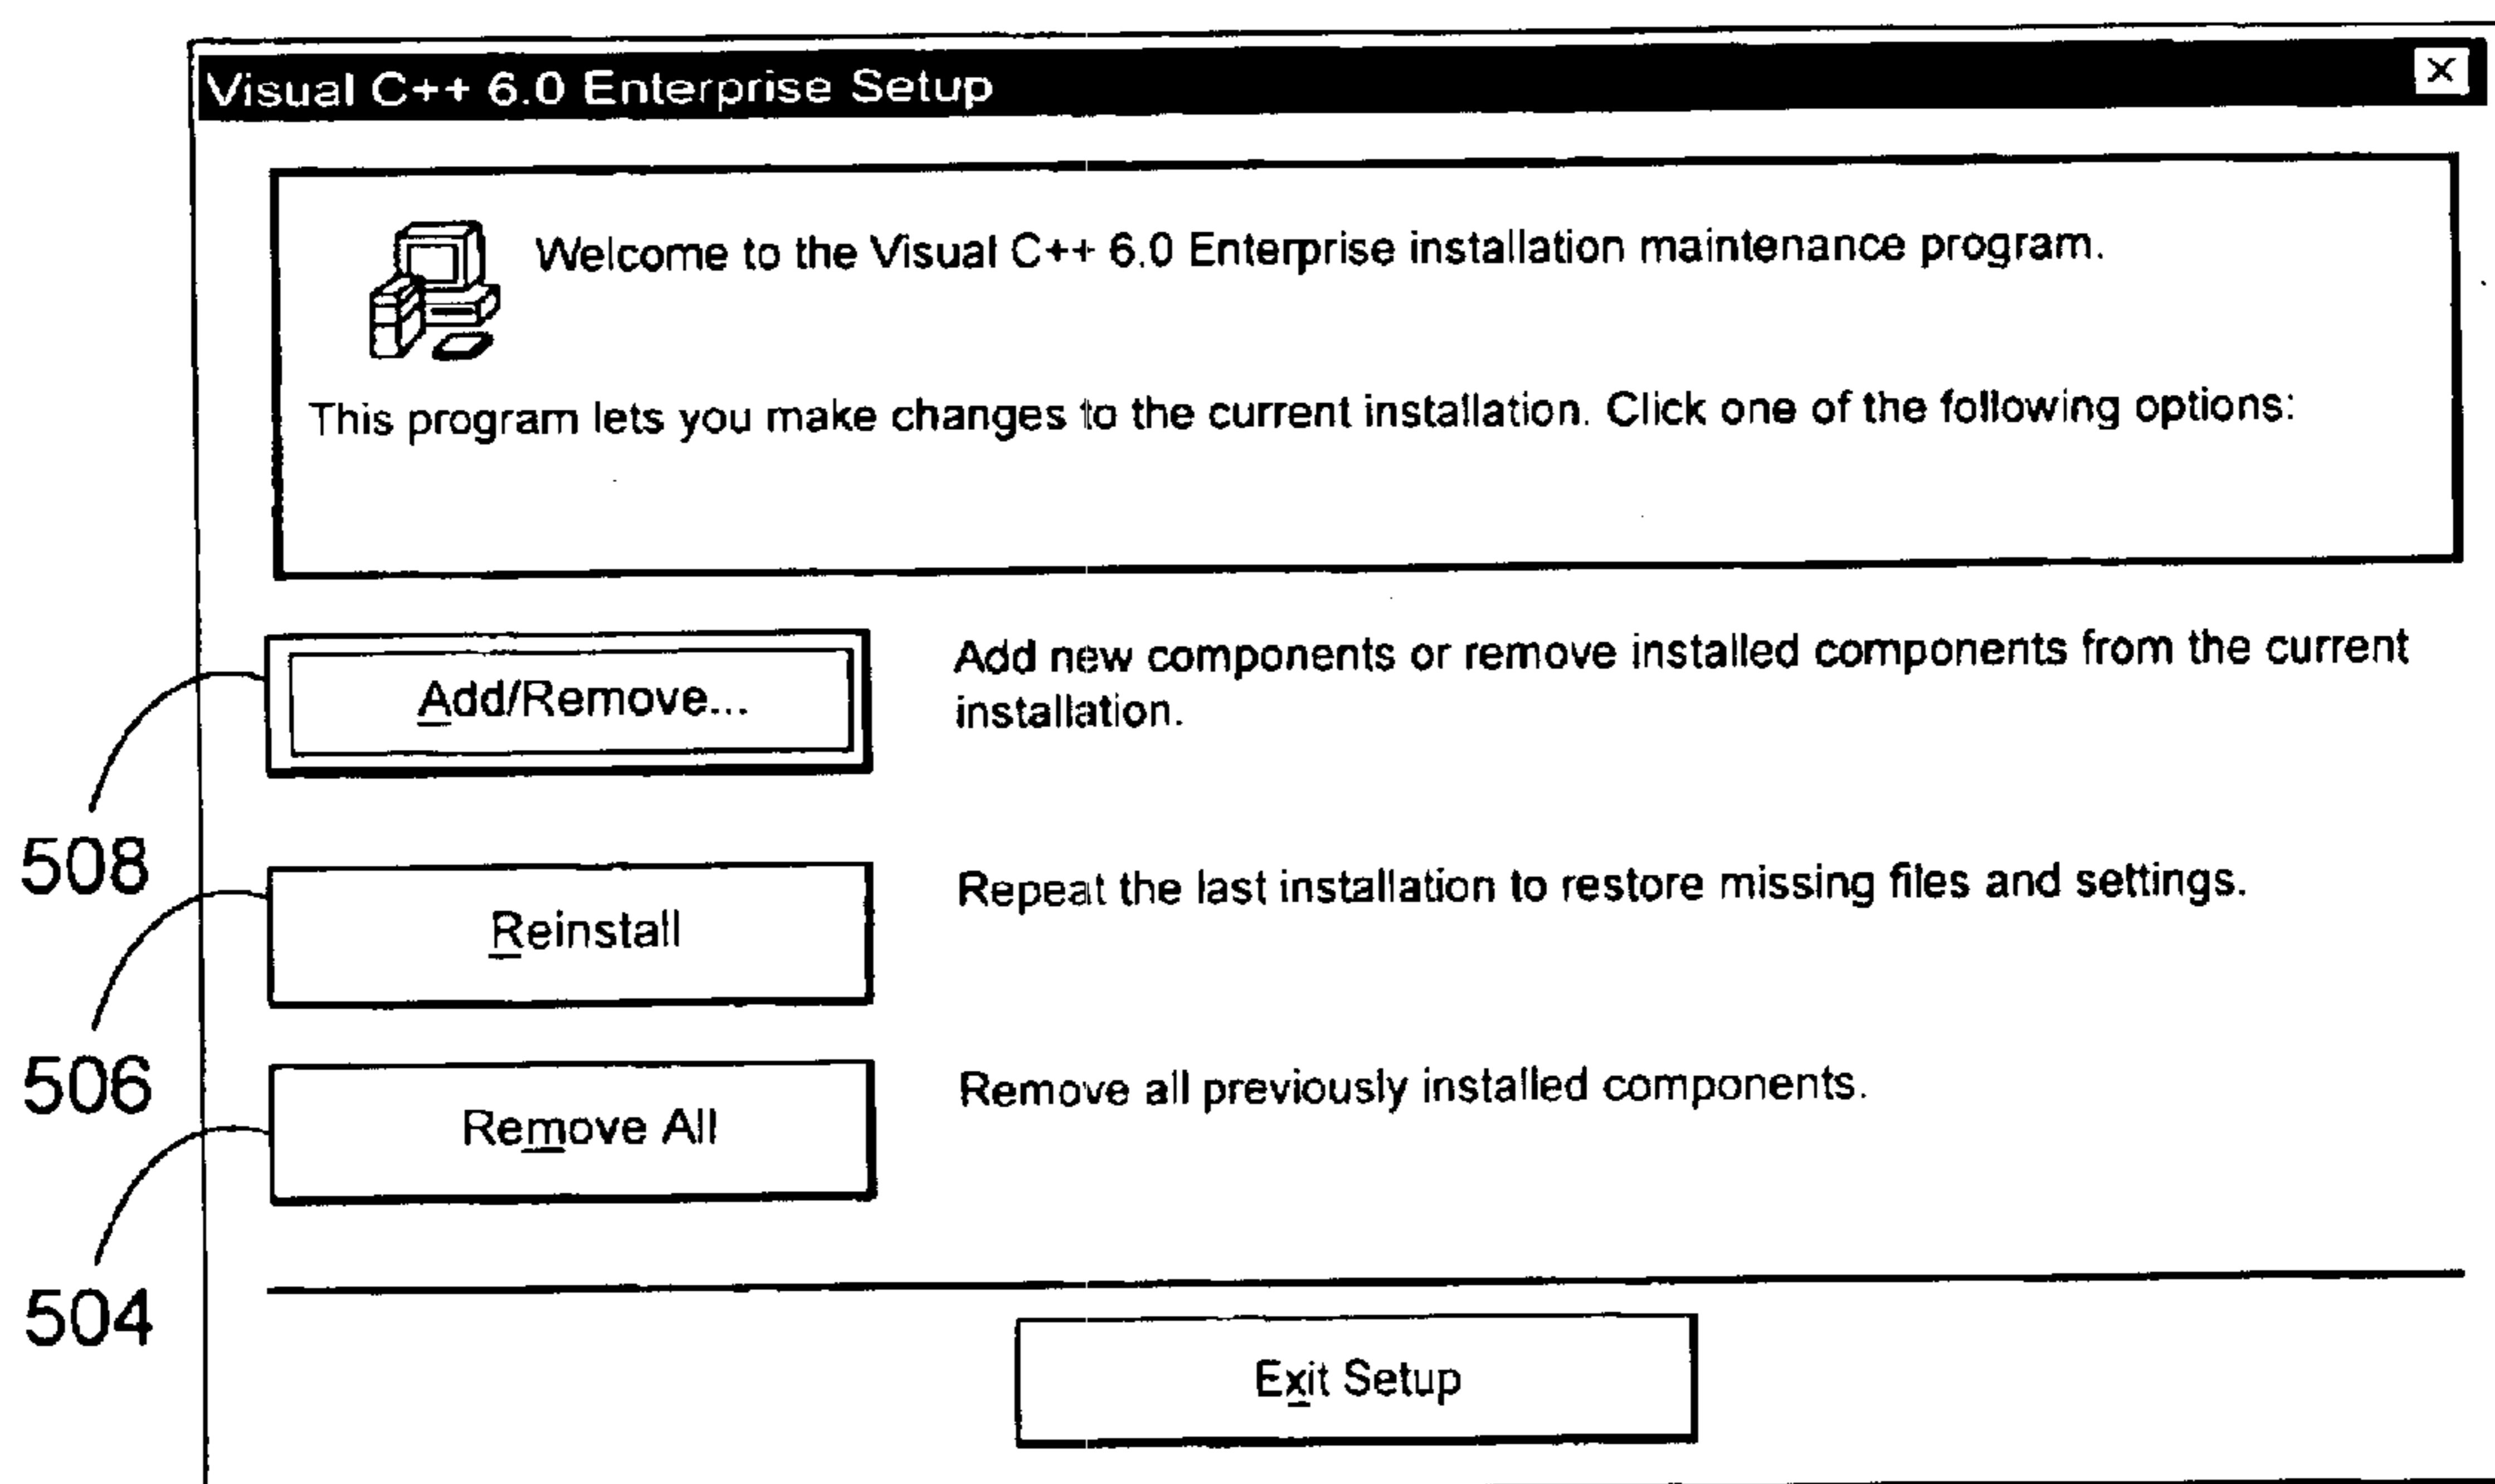 Visual C++ 6.0 Enterprise Setup
X
Welcome to the Visual C++ 6.0 Enterprise installation maintenance program.
This program lets you make changes to the current installation. Click one of the following options:
Add/Remove...
Add new components or remove installed components from the current
installation.
508
Reinstall
Repeat the last installation to restore missing files and settings.
506
Remove All
Remove all previously installed components.
504
Exit Setup